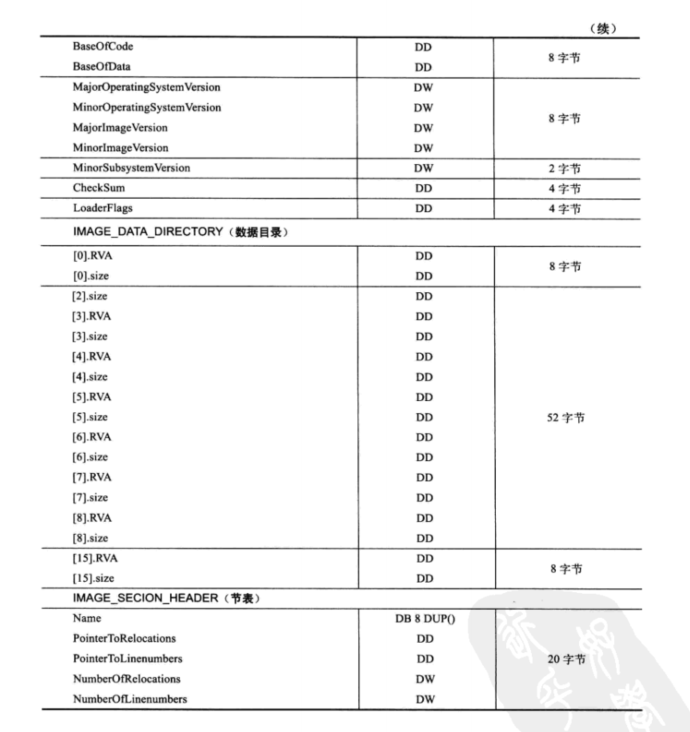 （续）
BaseOfCode DD 8 字节
BaseOfData DD
MajorOperatingSystemVersion DW 8 字节
MinorOperatingSystemVersion DW
MajorImageVersion DW
MinorImageVersion DW
MinorSubsystemVersion DW 2 字节
CheckSum DD 4 字节
LoaderFlags DD 4 字节
IMAGE_DATA_DIRECTORY（数据目录）
[0].RVA DD 8 字节
[0].size DD
[2].size DD 52 字节
[3].RVA DD
[3].size DD
[4].RVA DD
[4].size DD
[5].RVA DD
[5].size DD
[6].RVA DD
[6].size DD
[7].RVA DD
[7].size DD
[8].RVA DD
[8].size DD
[15].RVA DD 8 字节
[15].size DD
IMAGE_SECION_HEADER（节表）
Name DB 8 DUP() 20 字节
PointerToRelocations DD
PointerToLinenumbers DD
NumberOfRelocations DW
NumberOfLinenumbers DW